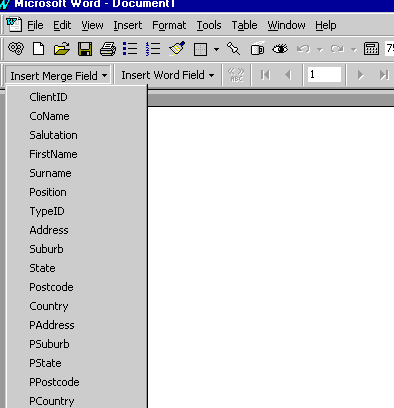 Microsoft Word - Document1
File Edit View Insert Format Tools Table Window Help
Insert Merge Field Insert Word Field «» ABC 1
ClientID
CoName
Salutation
FirstName
Surname
Position
TypeID
Address
Suburb
State
Postcode
Country
PAddress
PSuburb
PState
PPostcode
PCountry